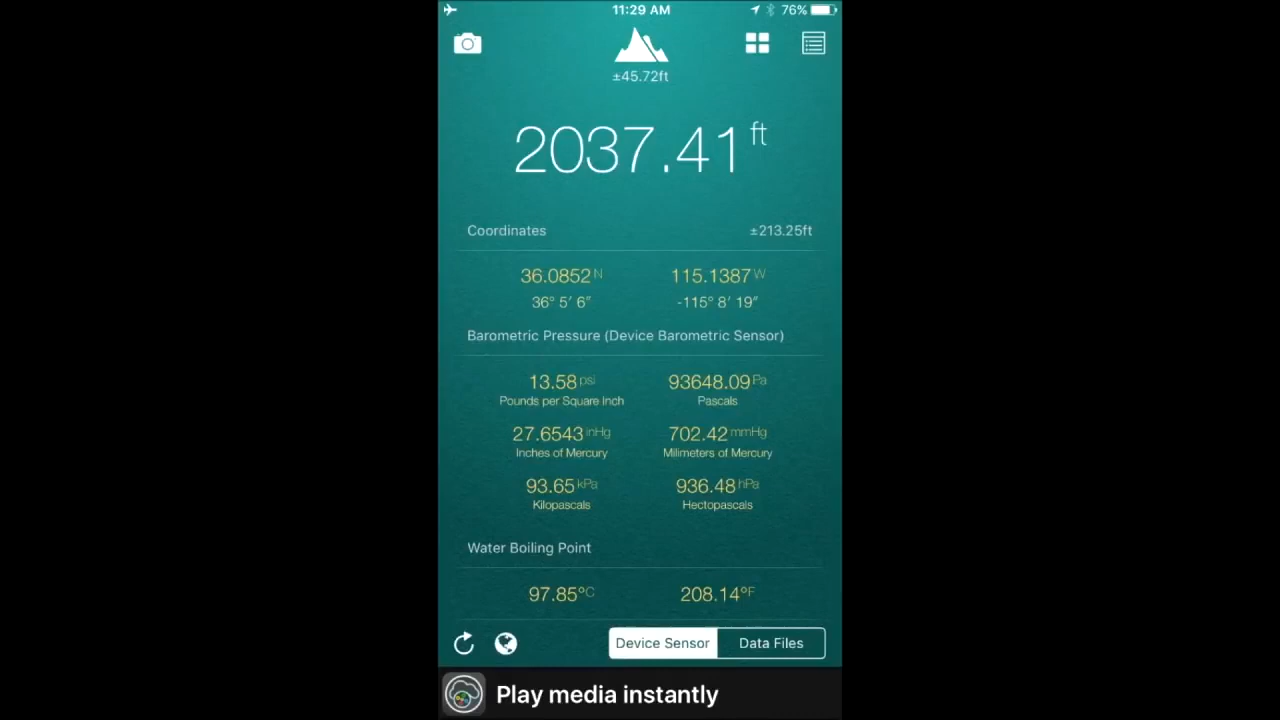 11:29 AM 76%
±45.72ft
2037.41 ft
Coordinates ±213.25ft
36.0852 N 115.1387 W
36° 5′ 6″ -115° 8′ 19″
Barometric Pressure (Device Barometric Sensor)
13.58 psi 93648.09 Pa
Pounds per Square Inch Pascals
27.6543 inHg 702.42 mmHg
Inches of Mercury Milimeters of Mercury
93.65 kPa 936.48 hPa
Kilopascals Hectopascals
Water Boiling Point
97.85°C 208.14°F
Device Sensor Data Files
Play media instantly